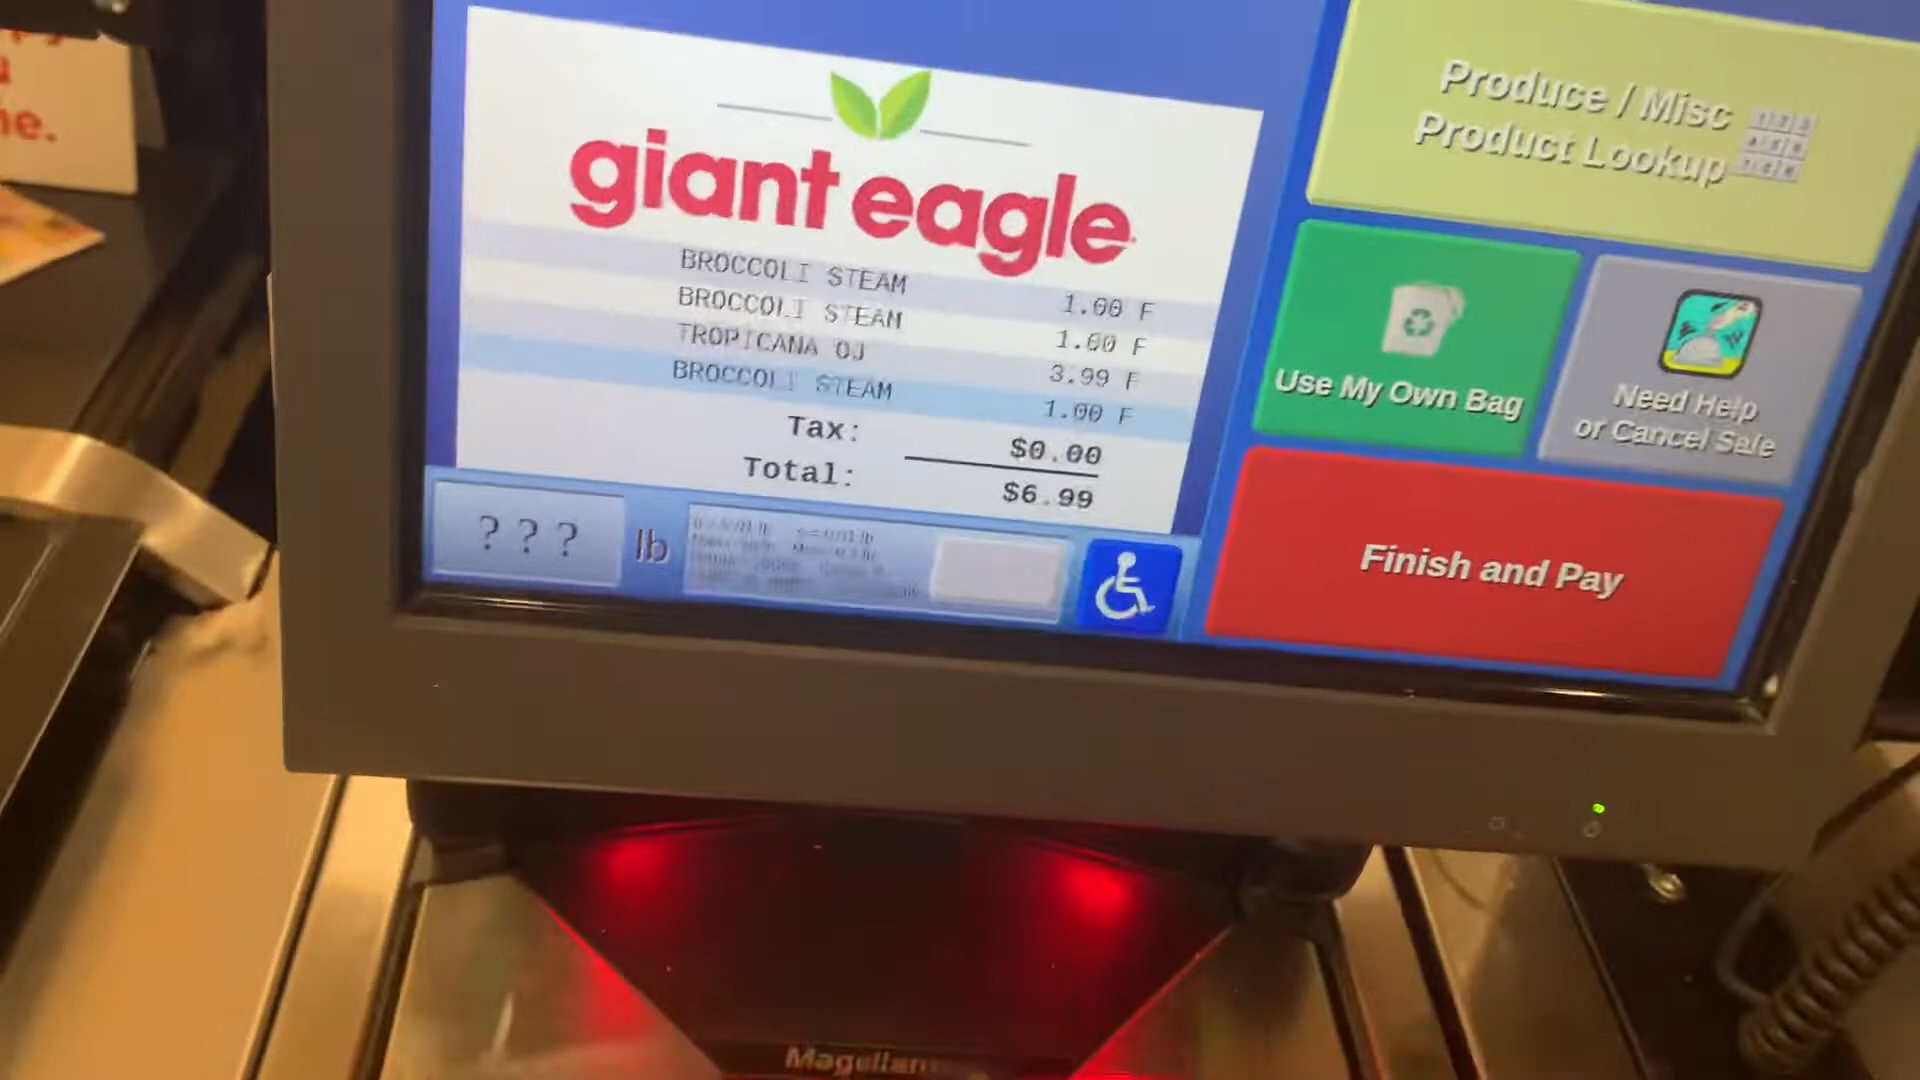 ne.
giant eagle
BROCCOLI STEAM 1.00 F
BROCCOLI STEAM 1.00 F
TROPICANA OJ 3.99 F
BROCCOLI STEAM 1.00 F
Tax: $0.00
Total: $6.99
? ? ? lb
Produce / Misc
Product Lookup
Use My Own Bag
Need Help
or Cancel Sale
Finish and Pay
Magellan